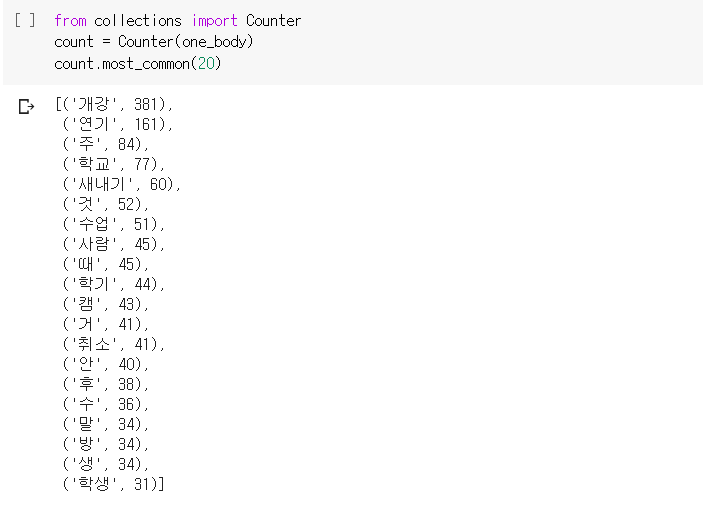 [ ] from collections import Counter
count = Counter(one_body)
count.most_common(20)
[('개강', 381),
('연기', 161),
('주', 84),
('학교', 77),
('새내기', 60),
('것', 52),
('수업', 51),
('사람', 45),
('때', 45),
('학기', 44),
('캠', 43),
('거', 41),
('취소', 41),
('안', 40),
('후', 38),
('수', 36),
('말', 34),
('방', 34),
('생', 34),
('학생', 31)]